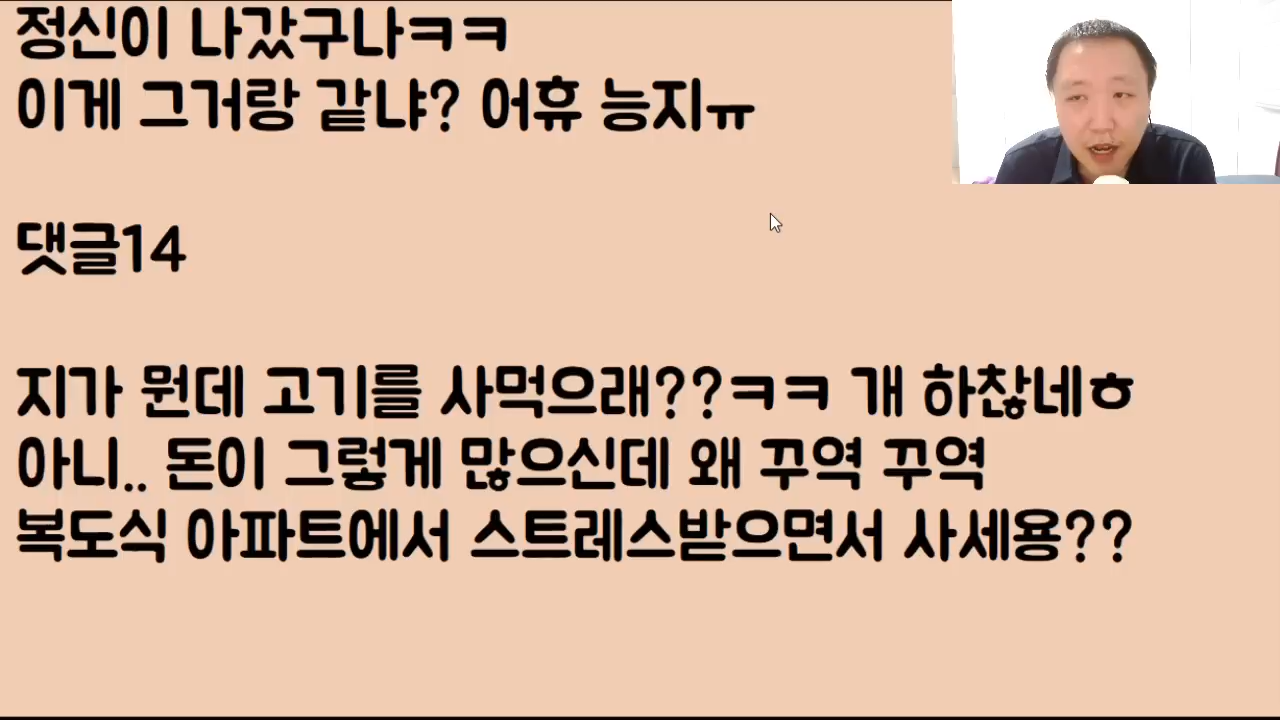 정신이 나갔구나ㅋㅋ
이게 그거랑 같냐? 어휴 능지ㅠ
댓글14
지가 뭔데 고기를 사먹으래??ㅋㅋ 개 하찮네ㅎ
아니.. 돈이 그렇게 많으신데 왜 꾸역 꾸역
복도식 아파트에서 스트레스받으면서 사세용??